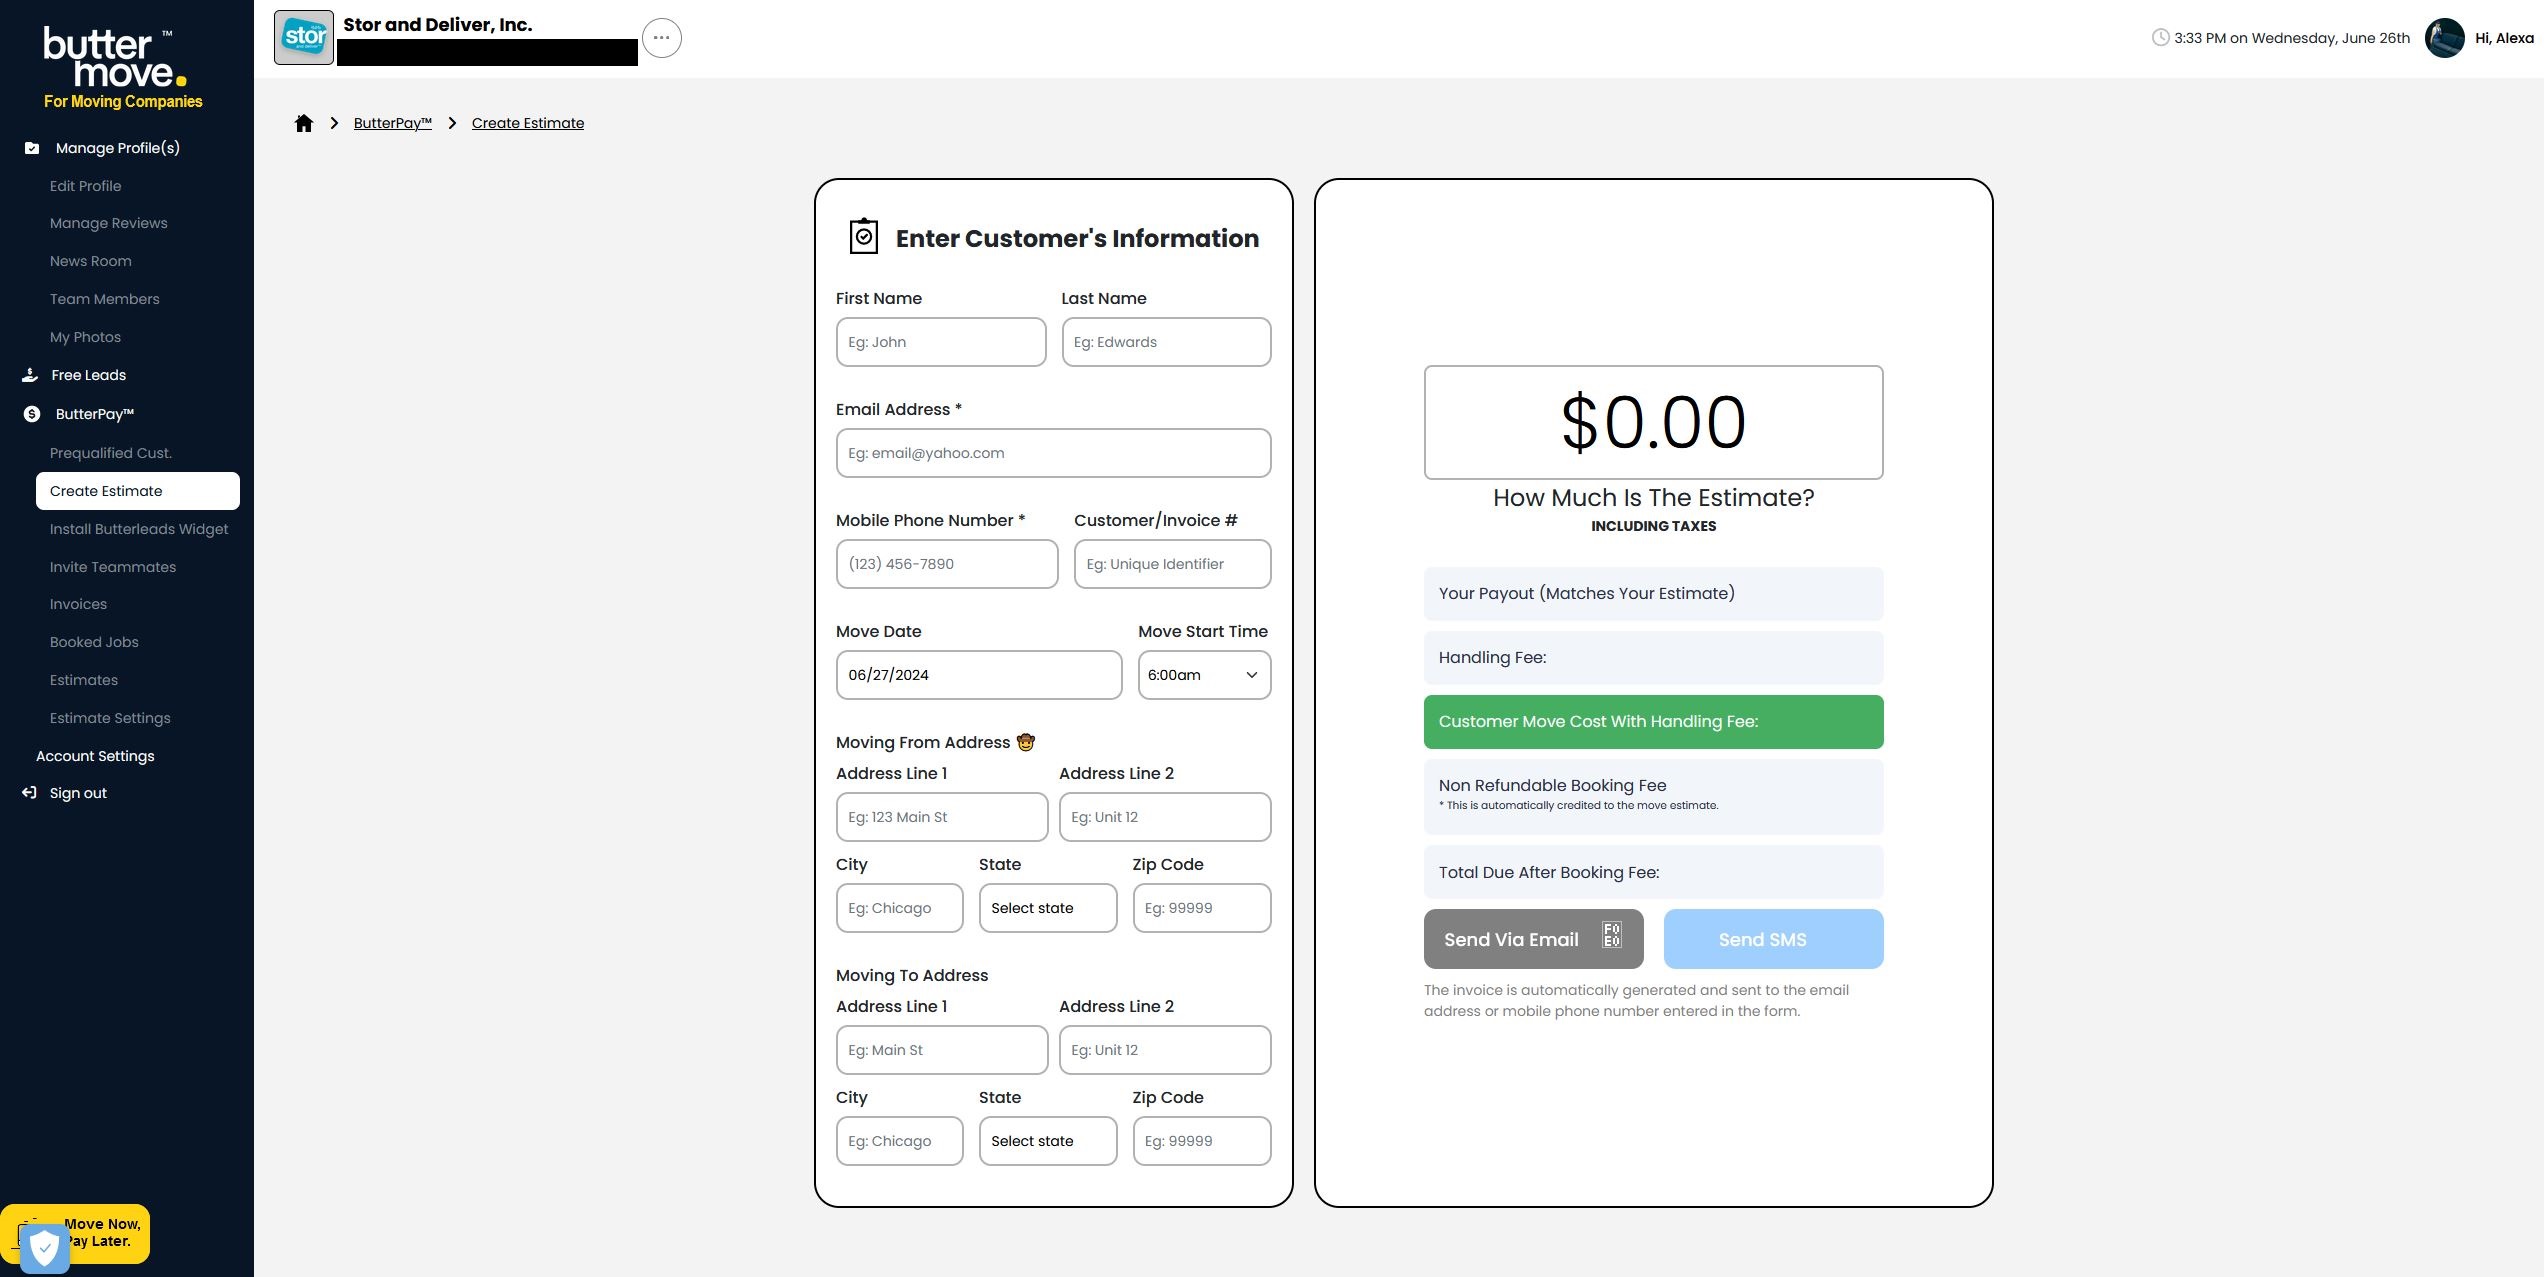 butter™
move.
For Moving Companies
Manage Profile(s)
Edit Profile
Manage Reviews
News Room
Team Members
My Photos
Free Leads
ButterPay™
Prequalified Cust.
Create Estimate
Install Butterleads Widget
Invite Teammates
Invoices
Booked Jobs
Estimates
Estimate Settings
Account Settings
Sign out
Move Now,
Pay Later.
stor
Stor and Deliver, Inc.
3:33 PM on Wednesday, June 26th
Hi, Alexa
ButterPay™
Create Estimate
Enter Customer's Information
First Name Last Name
Eg: John Eg: Edwards
Email Address *
Eg: email@yahoo.com
Mobile Phone Number * Customer/Invoice #
(123) 456-7890 Eg: Unique Identifier
Move Date Move Start Time
06/27/2024 6:00am
Moving From Address 🤠
Address Line 1 Address Line 2
Eg: 123 Main St Eg: Unit 12
City State Zip Code
Eg: Chicago Select state Eg: 99999
Moving To Address
Address Line 1 Address Line 2
Eg: Main St Eg: Unit 12
City State Zip Code
Eg: Chicago Select state Eg: 99999
$0.00
How Much Is The Estimate?
INCLUDING TAXES
Your Payout (Matches Your Estimate)
Handling Fee:
Customer Move Cost With Handling Fee:
Non Refundable Booking Fee
* This is automatically credited to the move estimate.
Total Due After Booking Fee:
Send Via Email Send SMS
The invoice is automatically generated and sent to the email
address or mobile phone number entered in the form.